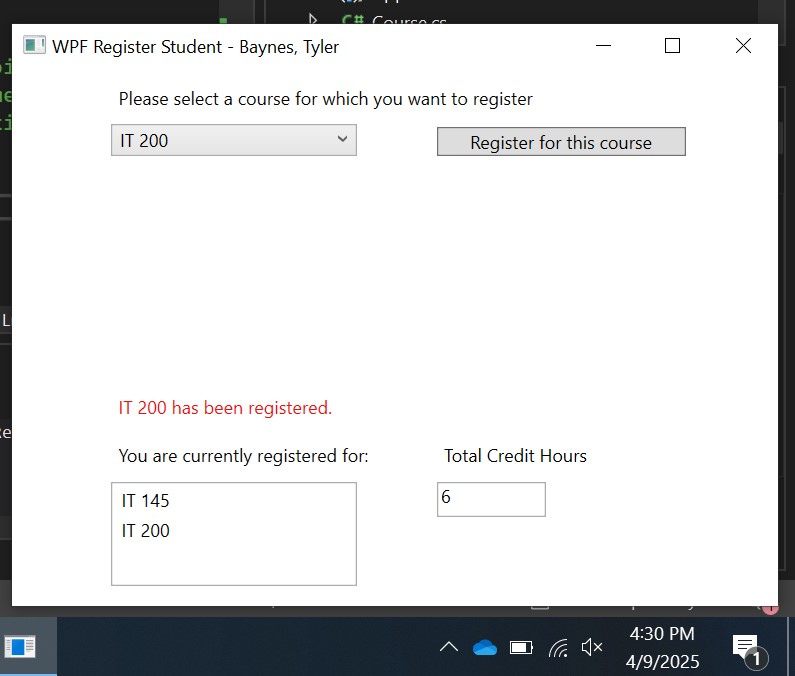 Course.cs
WPF Register Student - Baynes, Tyler
Please select a course for which you want to register
IT 200
Register for this course
IT 200 has been registered.
You are currently registered for:
Total Credit Hours
IT 145
6
IT 200
4:30 PM
4/9/2025
1